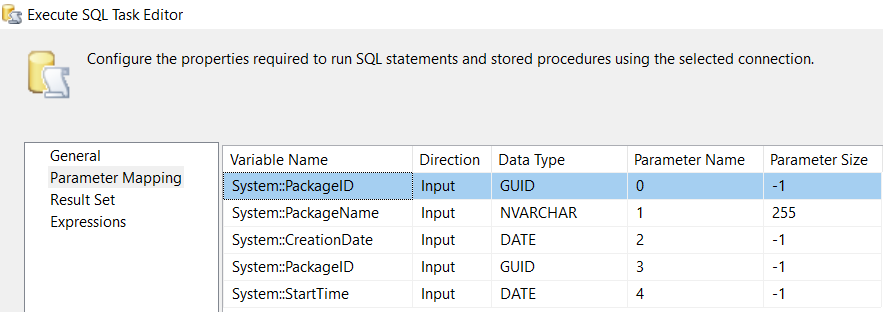 Execute SQL Task Editor
Configure the properties required to run SQL statements and stored procedures using the selected connection.
General
Parameter Mapping
Result Set
Expressions
Variable Name Direction Data Type Parameter Name Parameter Size
System::PackageID Input GUID 0 -1
System::PackageName Input NVARCHAR 1 255
System::CreationDate Input DATE 2 -1
System::PackageID Input GUID 3 -1
System::StartTime Input DATE 4 -1